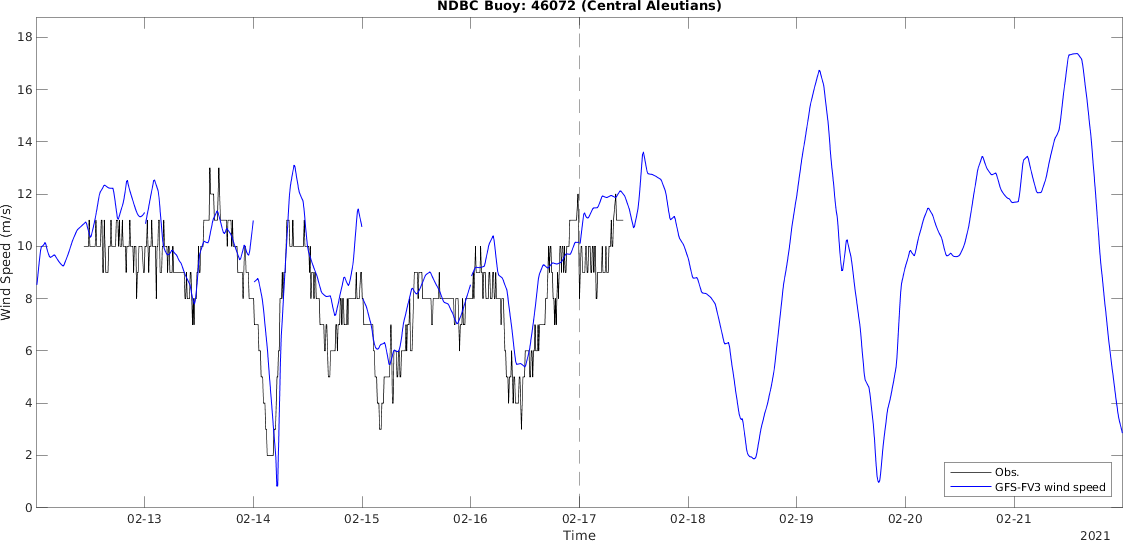 NDBC Buoy: 46072 (Central Aleutians)
18
16
14
12
10
8
6
4
2
0
Wind Speed (m/s)
02-13 02-14 02-15 02-16 02-17 02-18 02-19 02-20 02-21
Time
2021
Obs.
GFS-FV3 wind speed